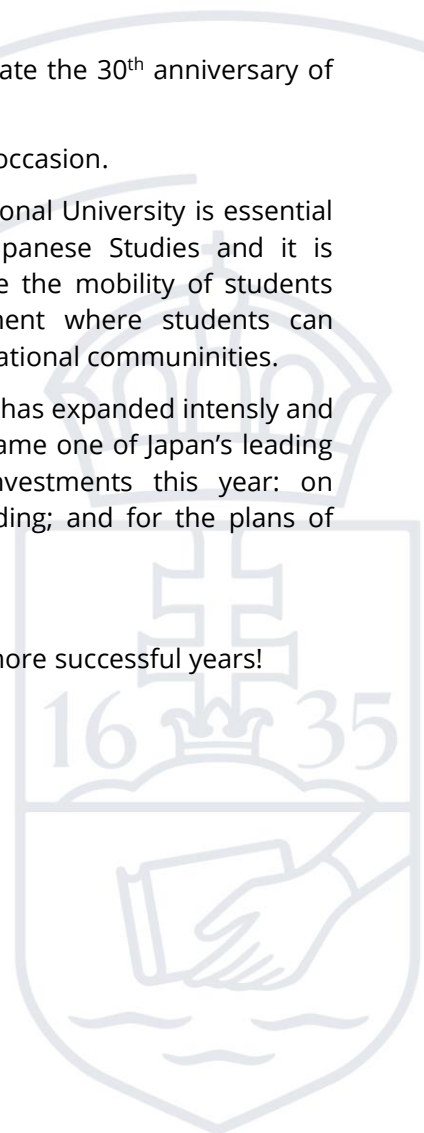 ate the 30th anniversary of
occasion.
onal University is essential
panese Studies and it is
e the mobility of students
ment where students can
ational communinities.
has expanded intensly and
ame one of Japan's leading
nvestments this year: on
ding; and for the plans of
more successful years!
16 35